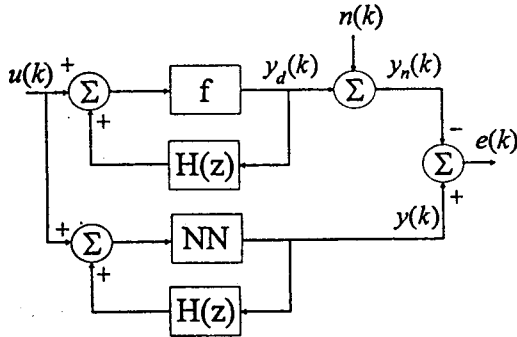 n(k)
u(k) + Σ f y_d(k) Σ y_n(k)
+
−
H(z)
Σ e(k)
+
+ Σ NN y(k)
+
H(z)